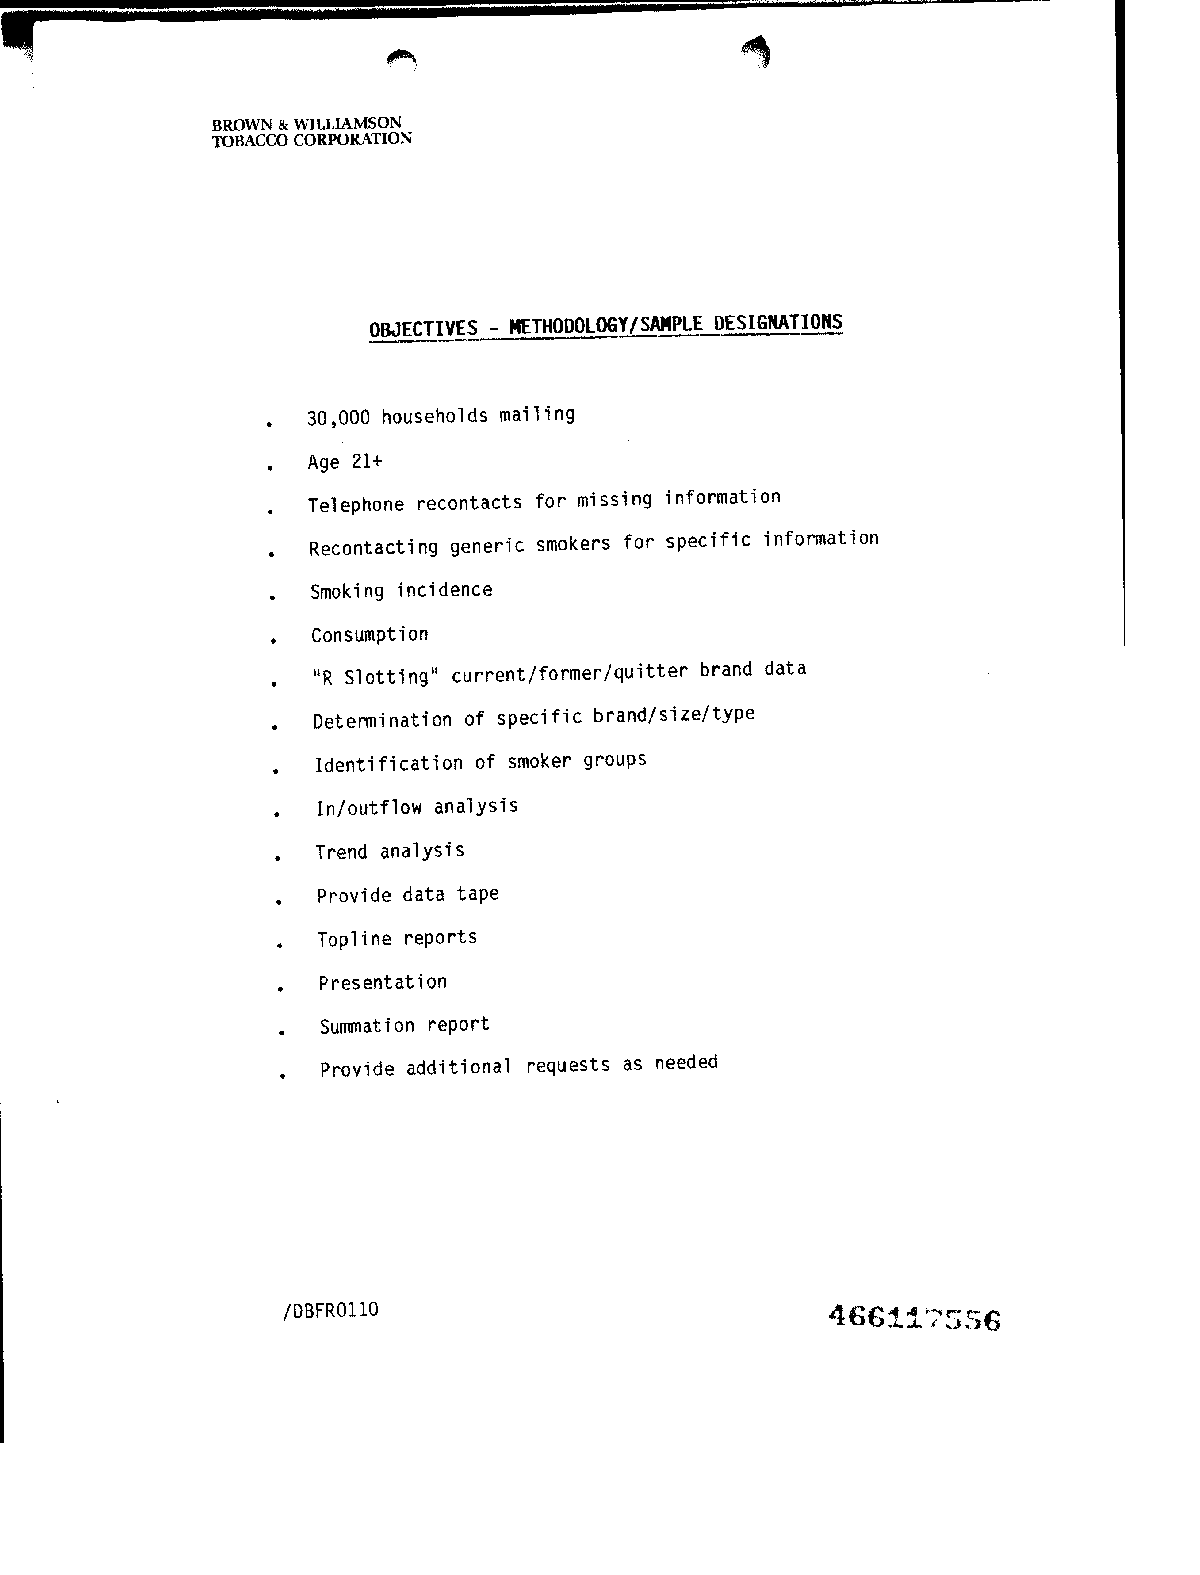 BROWN & WILLIAMSON
TOBACCO CORPORATION
OBJECTIVES - METHODOLOGY/SAMPLE DESIGNATIONS
. 30,000 households mailing
. Age 21+
. Telephone recontacts for missing information
. Recontacting generic smokers for specific information
. Smoking incidence
. Consumption
. "R Slotting" current/former/quitter brand data
. Determination of specific brand/size/type
. Identification of smoker groups
. In/outflow analysis
. Trend analysis
. Provide data tape
. Topline reports
. Presentation
. Summation report
. Provide additional requests as needed
/DBFR0110
466117556